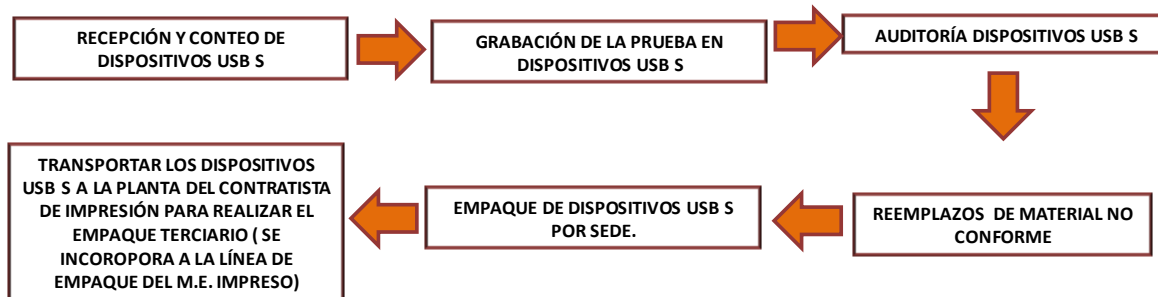 RECEPCIÓN Y CONTEO DE
DISPOSITIVOS USB S
GRABACIÓN DE LA PRUEBA EN
DISPOSITIVOS USB S
AUDITORÍA DISPOSITIVOS USB S
REEMPLAZOS DE MATERIAL NO
CONFORME
EMPAQUE DE DISPOSITIVOS USB S
POR SEDE.
TRANSPORTAR LOS DISPOSITIVOS
USB S A LA PLANTA DEL CONTRATISTA
DE IMPRESIÓN PARA REALIZAR EL
EMPAQUE TERCIARIO ( SE
INCOROPORA A LA LÍNEA DE
EMPAQUE DEL M.E. IMPRESO)